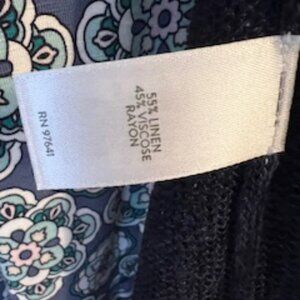 55% LINEN
45% VISCOSE
RAYON
RN 97641